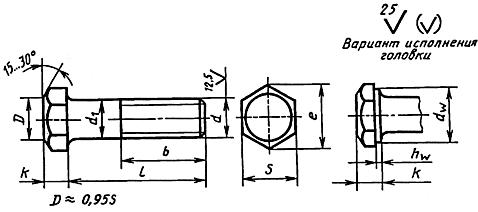 25 (√)
Вариант исполнения
головки
15...30°
12,5
D
d₁
d
e
d_w
b
h_w
k
l
S
k
D ≈ 0,95S